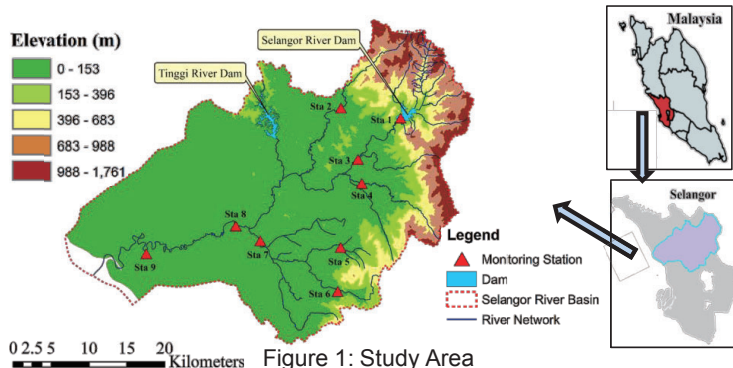 Elevation (m)
0 - 153
153 - 396
396 - 683
683 - 988
988 - 1,761
Selangor River Dam
Tinggi River Dam
Sta 2
Sta 1
Sta 3
Sta 4
Sta 8
Sta 7
Sta 5
Sta 9
Sta 6
Legend
Monitoring Station
Dam
Selangor River Basin
River Network
Malaysia
Selangor
0 2.5 5 10 15 20
Kilometers
Figure 1: Study Area